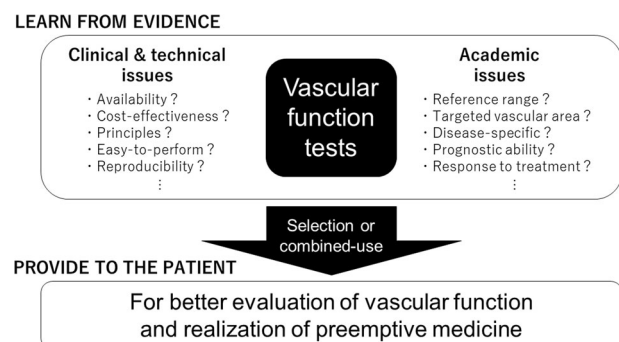 LEARN FROM EVIDENCE
Clinical & technical
issues
・Availability ?
・Cost-effectiveness ?
・Principles ?
・Easy-to-perform ?
・Reproducibility ?
⋮
Vascular
function
tests
Academic
issues
・Reference range ?
・Targeted vascular area ?
・Disease-specific ?
・Prognostic ability ?
・Response to treatment ?
⋮
Selection or
combined-use
PROVIDE TO THE PATIENT
For better evaluation of vascular function
and realization of preemptive medicine